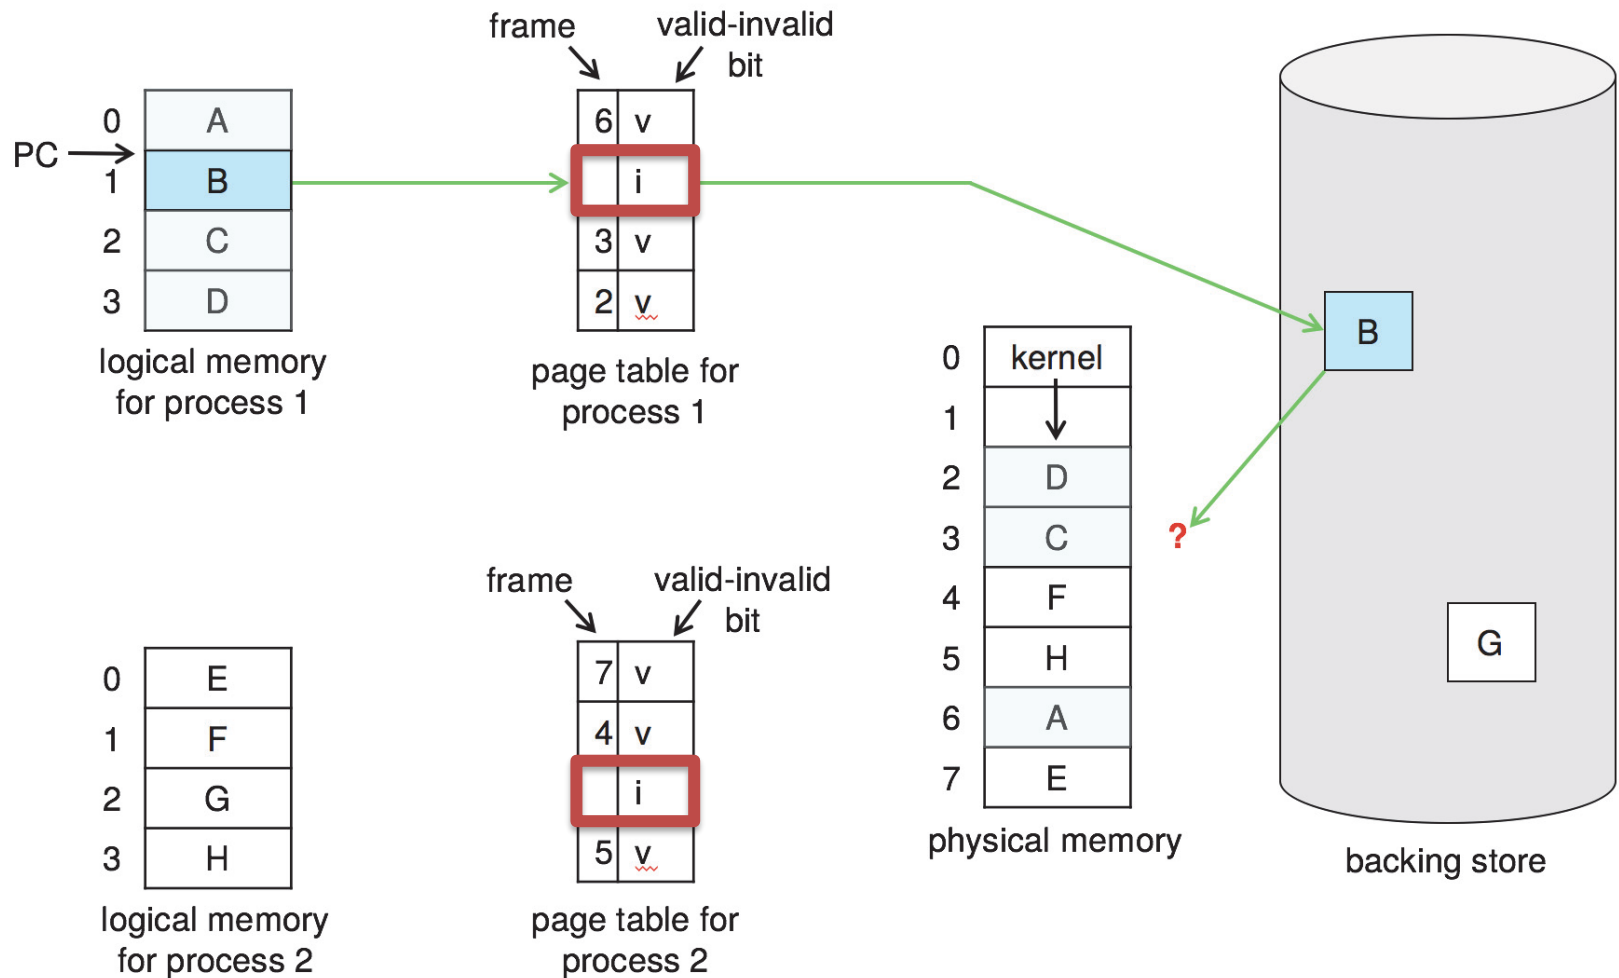 frame
valid-invalid
bit
PC
0
A
1
B
2
C
3
D
logical memory
for process 1
6 v
i
3 v
2 v
page table for
process 1
0
kernel
1
2
D
3
C
4
F
5
H
6
A
7
E
physical memory
?
B
G
backing store
0
E
1
F
2
G
3
H
logical memory
for process 2
frame
valid-invalid
bit
7 v
4 v
i
5 v
page table for
process 2